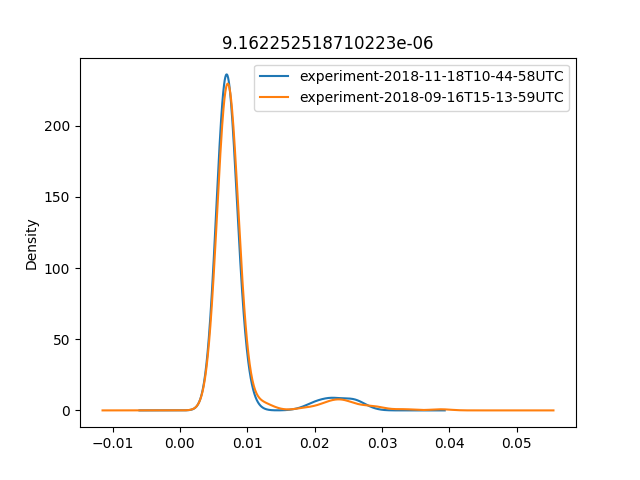 9.162252518710223e-06
experiment-2018-11-18T10-44-58UTC
experiment-2018-09-16T15-13-59UTC
Density
200
150
100
50
0
−0.01 0.00 0.01 0.02 0.03 0.04 0.05